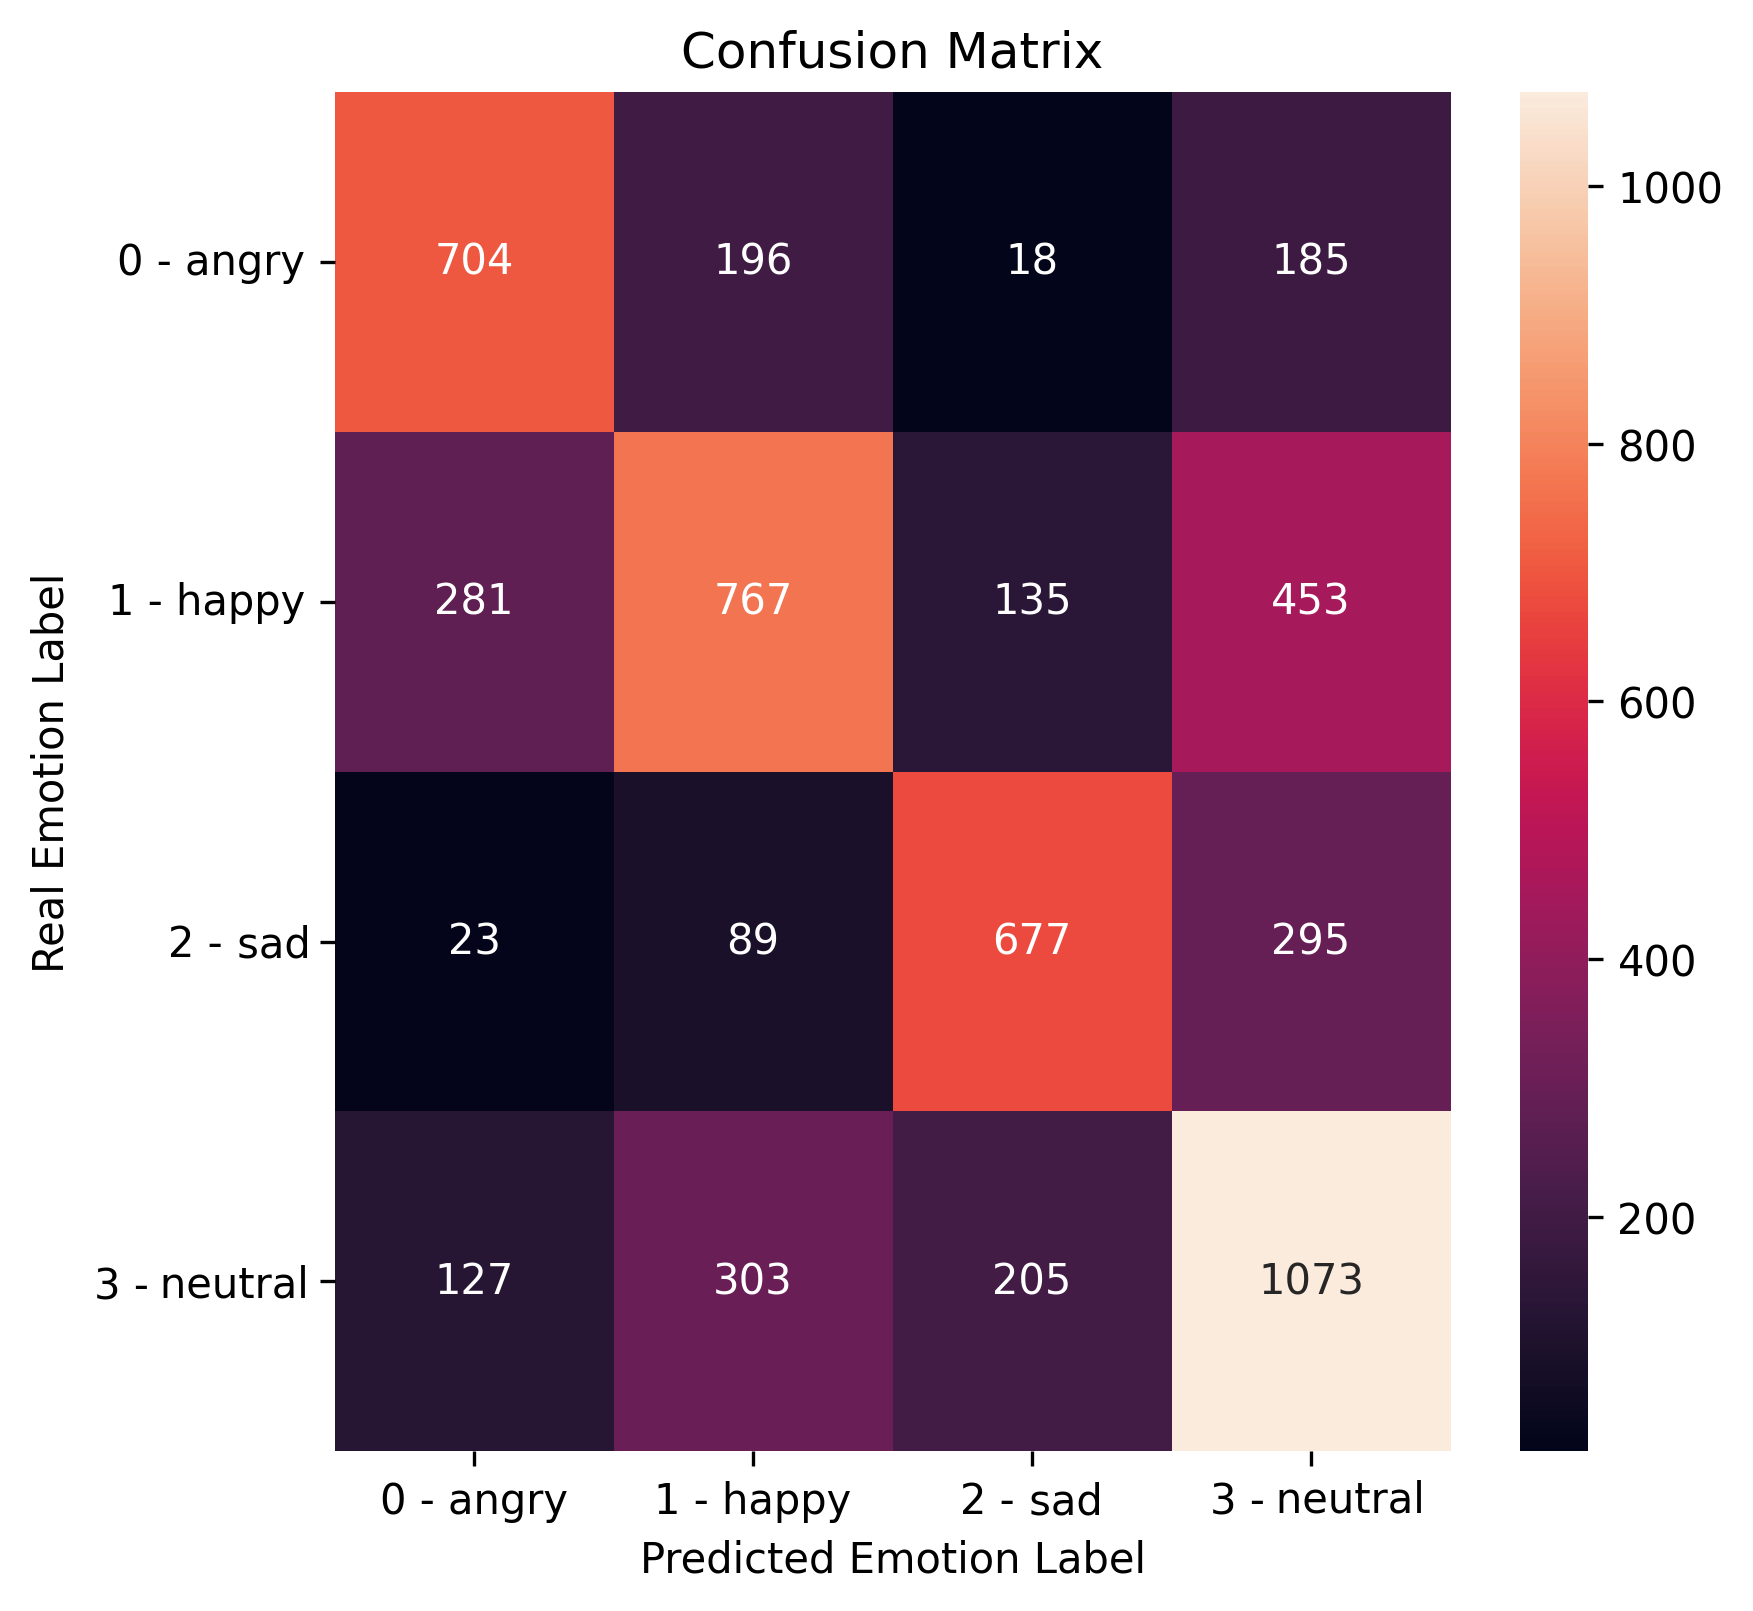 Confusion Matrix
0 - angry 704 196 18 185
1 - happy 281 767 135 453
2 - sad 23 89 677 295
3 - neutral 127 303 205 1073
0 - angry 1 - happy 2 - sad 3 - neutral
Predicted Emotion Label
Real Emotion Label
1000
800
600
400
200